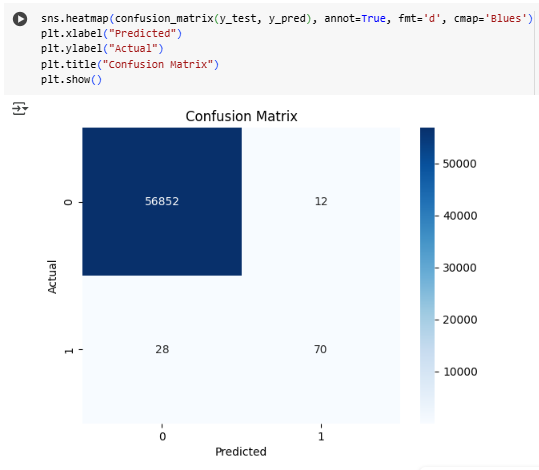 sns.heatmap(confusion_matrix(y_test, y_pred), annot=True, fmt='d', cmap='Blues')
plt.xlabel("Predicted")
plt.ylabel("Actual")
plt.title("Confusion Matrix")
plt.show()
Confusion Matrix
0
56852
12
1
28
70
Actual
0
1
Predicted
50000
40000
30000
20000
10000